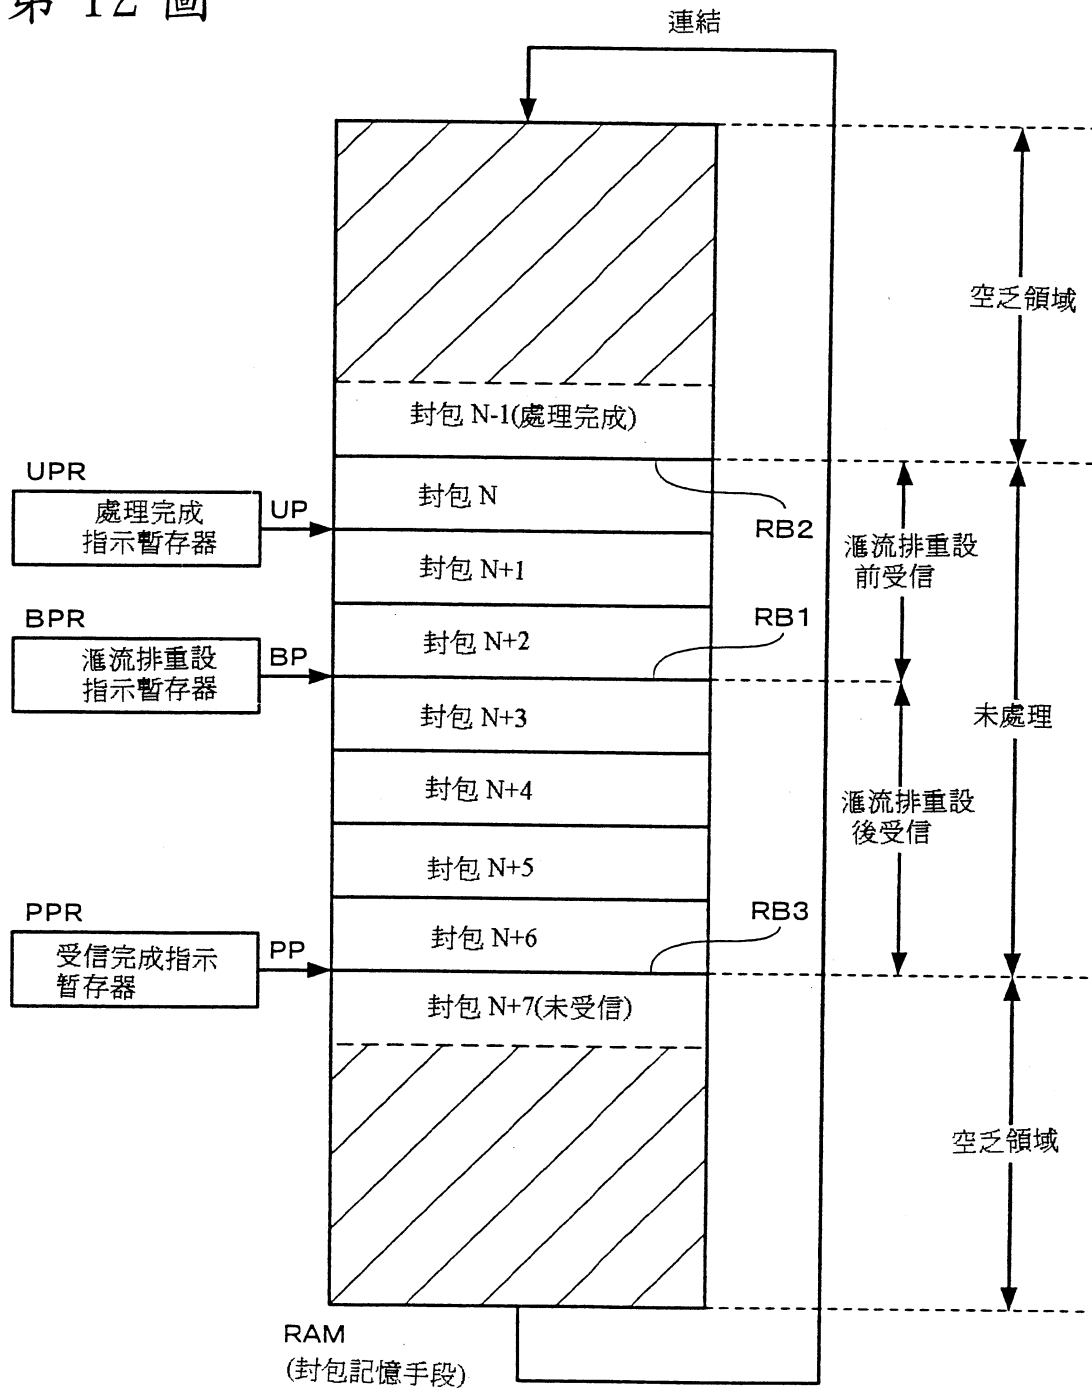 第 12 圖
連結
空乏領域
封包 N-1(處理完成)
UPR
處理完成
指示暫存器
UP
封包 N
RB2
封包 N+1
滙流排重設
前受信
BPR
滙流排重設
指示暫存器
BP
封包 N+2
RB1
封包 N+3
未處理
封包 N+4
滙流排重設
後受信
封包 N+5
PPR
受信完成指示
暫存器
PP
封包 N+6
RB3
封包 N+7(未受信)
空乏領域
RAM
(封包記憶手段)